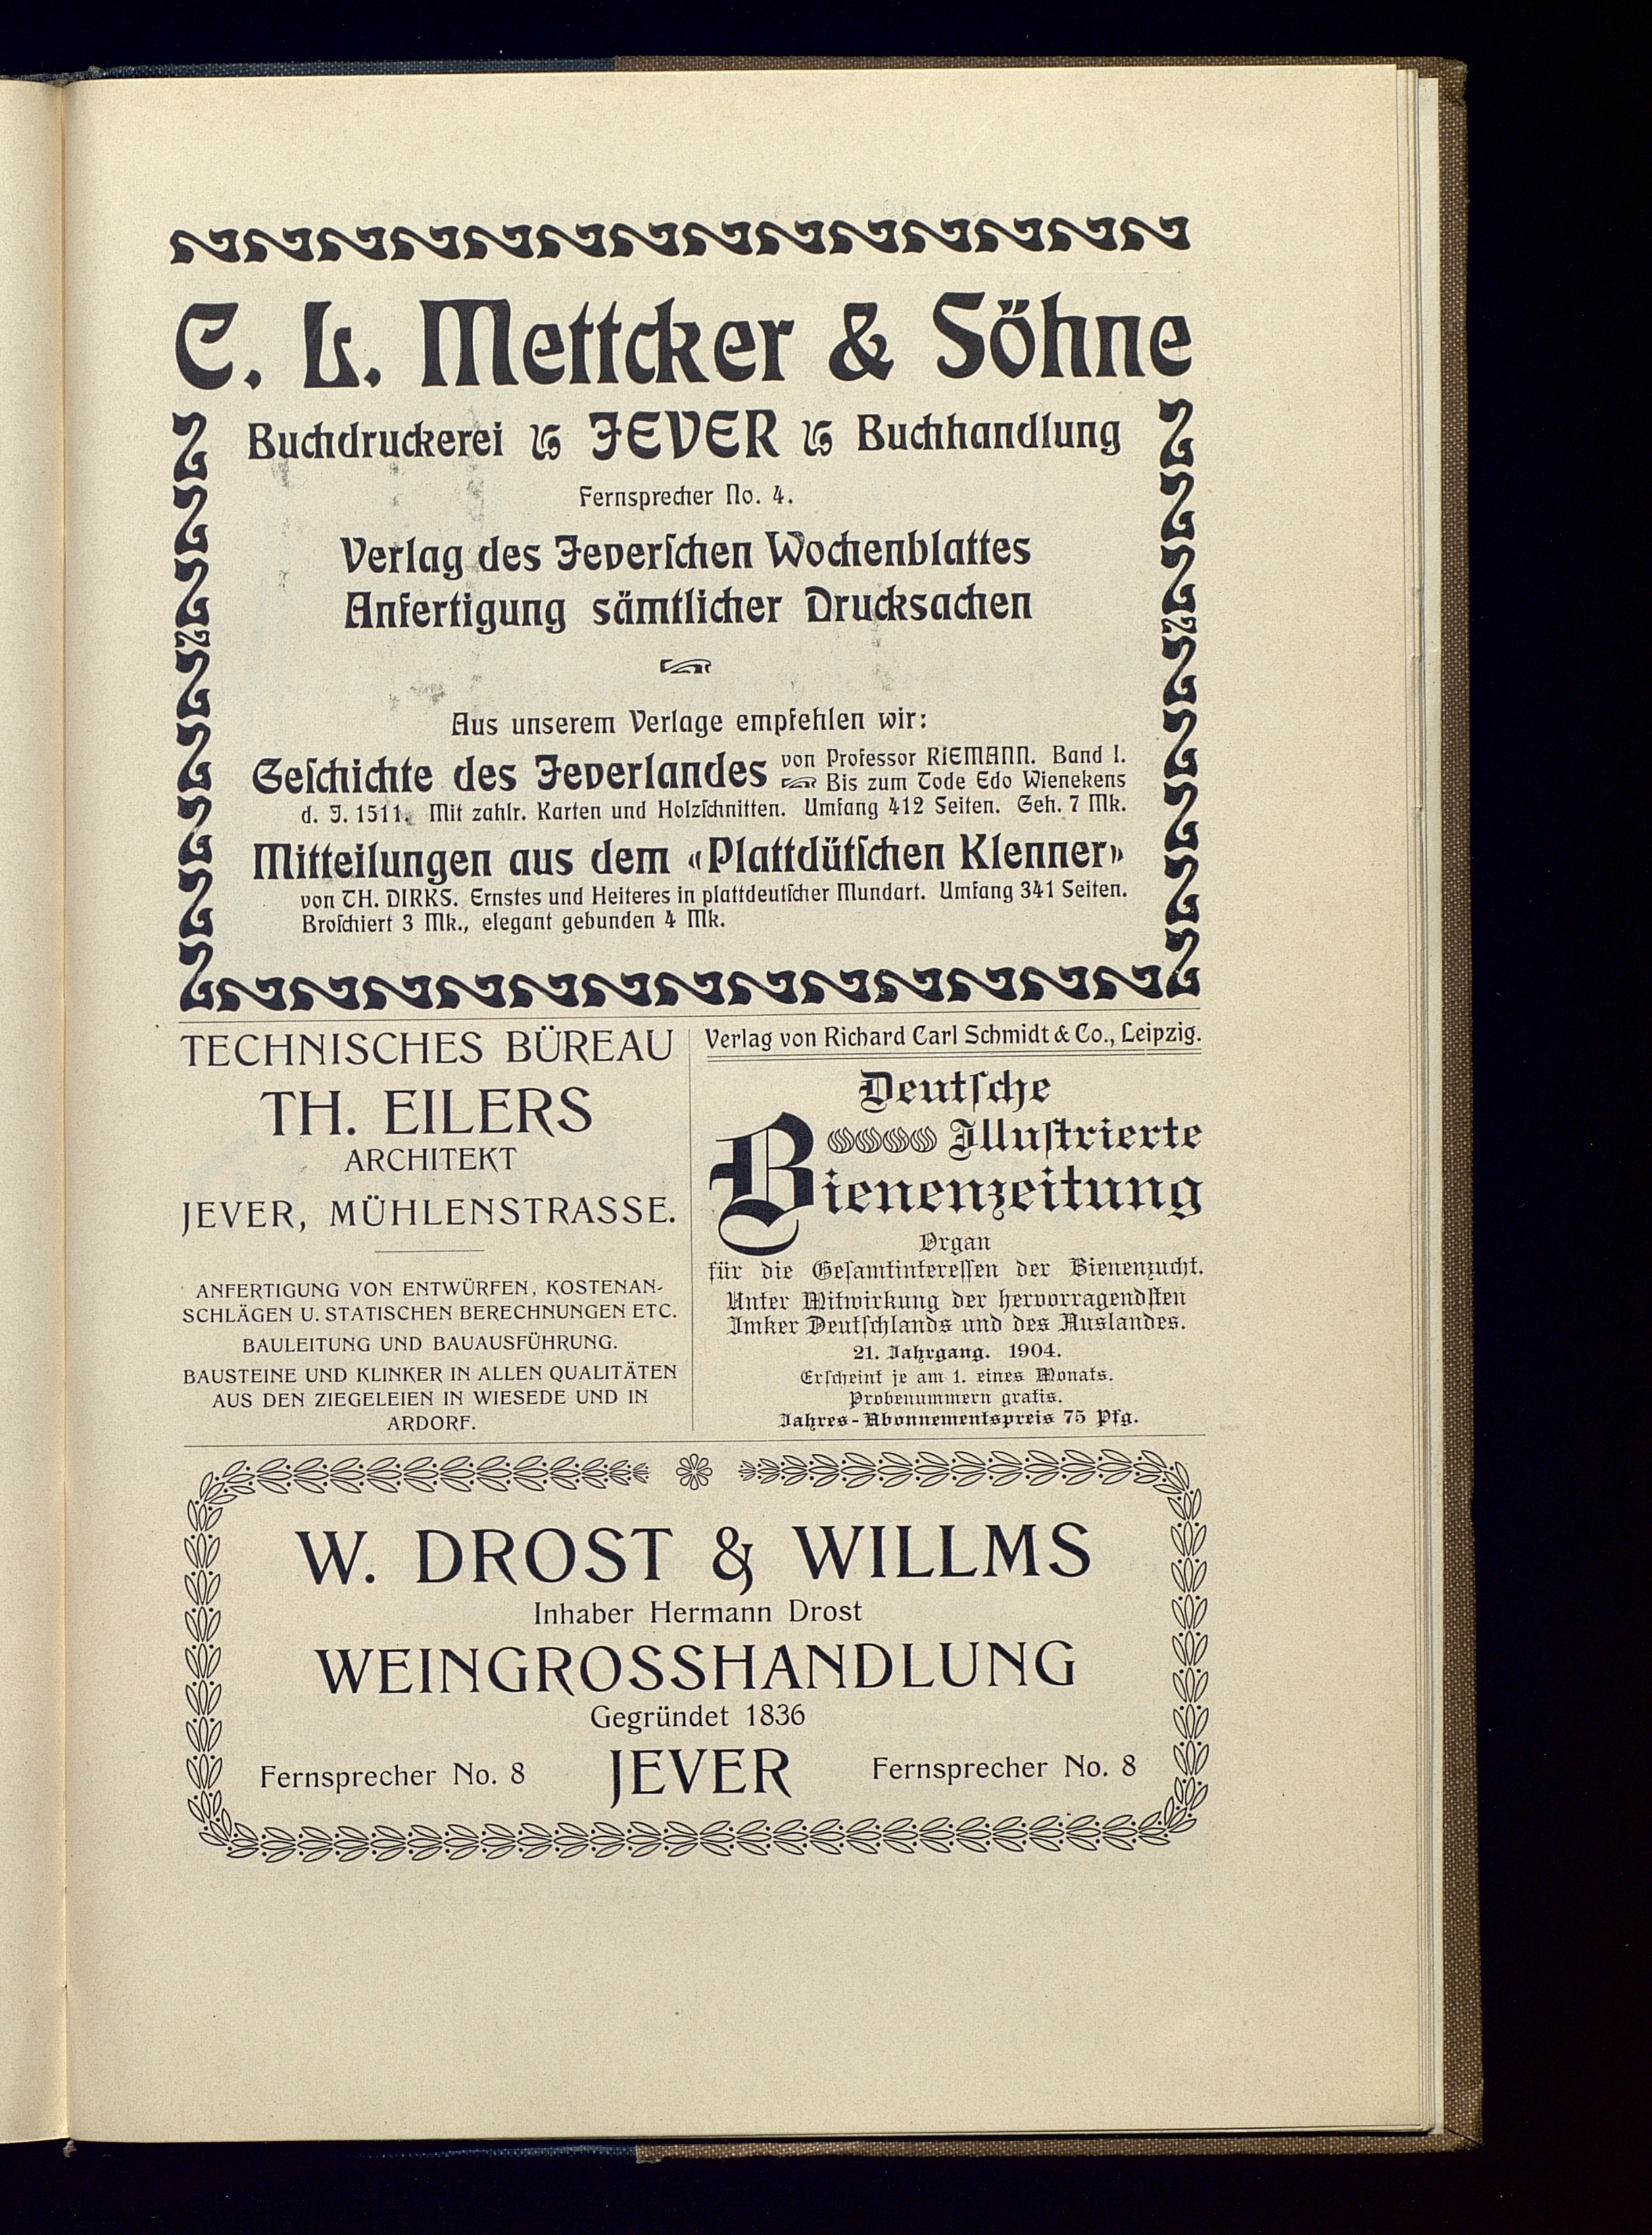 C. L. Mettcker & Söhne
Buchdruckerei JEVER Buchhandlung
Fernsprecher No. 4.
Verlag des Jeverſchen Wochenblattes
Anfertigung sämtlicher Drucksachen
Aus unserem Verlage empfehlen wir:
Geſchichte des Jeverlandes von Professor RIEMANN. Band I.
Bis zum Tode Edo Wienekens
d. J. 1511. Mit zahlr. Karten und Holzſchnitten. Umfang 412 Seiten. Geh. 7 Mk.
Mitteilungen aus dem «Plattdütſchen Klenner»
von TH. DIRKS. Ernstes und Heiteres in plattdeutſcher Mundart. Umfang 341 Seiten.
Broſchiert 3 Mk., elegant gebunden 4 Mk.
TECHNISCHES BÜREAU
TH. EILERS
ARCHITEKT
JEVER, MÜHLENSTRASSE.
ANFERTIGUNG VON ENTWÜRFEN, KOSTENAN-
SCHLÄGEN U. STATISCHEN BERECHNUNGEN ETC.
BAULEITUNG UND BAUAUSFÜHRUNG.
BAUSTEINE UND KLINKER IN ALLEN QUALITÄTEN
AUS DEN ZIEGELEIEN IN WIESEDE UND IN
ARDORF.
Verlag von Richard Carl Schmidt & Co., Leipzig.
Deutſche
Illuſtrierte
Bienenzeitung
Organ
für die Geſamtintereſſen der Bienenzucht.
Unter Mitwirkung der hervorragendſten
Imker Deutſchlands und des Auslandes.
21. Jahrgang. 1904.
Erſcheint je am 1. eines Monats.
Probenummern gratis.
Jahres-Abonnementspreis 75 Pfg.
W. DROST & WILLMS
Inhaber Hermann Drost
WEINGROSSHANDLUNG
Gegründet 1836
Fernsprecher No. 8 JEVER Fernsprecher No. 8